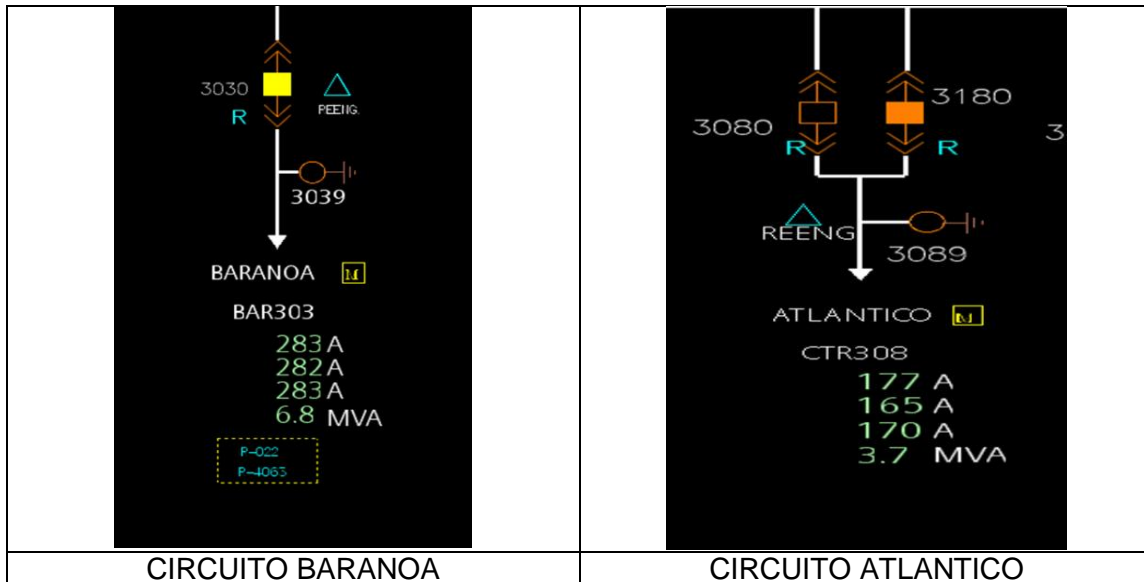 3030
R
REENG.
3039
BARANOA M
BAR303
283 A
282 A
283 A
6.8 MVA
P-022
P-4063
CIRCUITO BARANOA
3080
3180
3
R
R
REENG
3089
ATLANTICO M
CTR308
177 A
165 A
170 A
3.7 MVA
CIRCUITO ATLANTICO